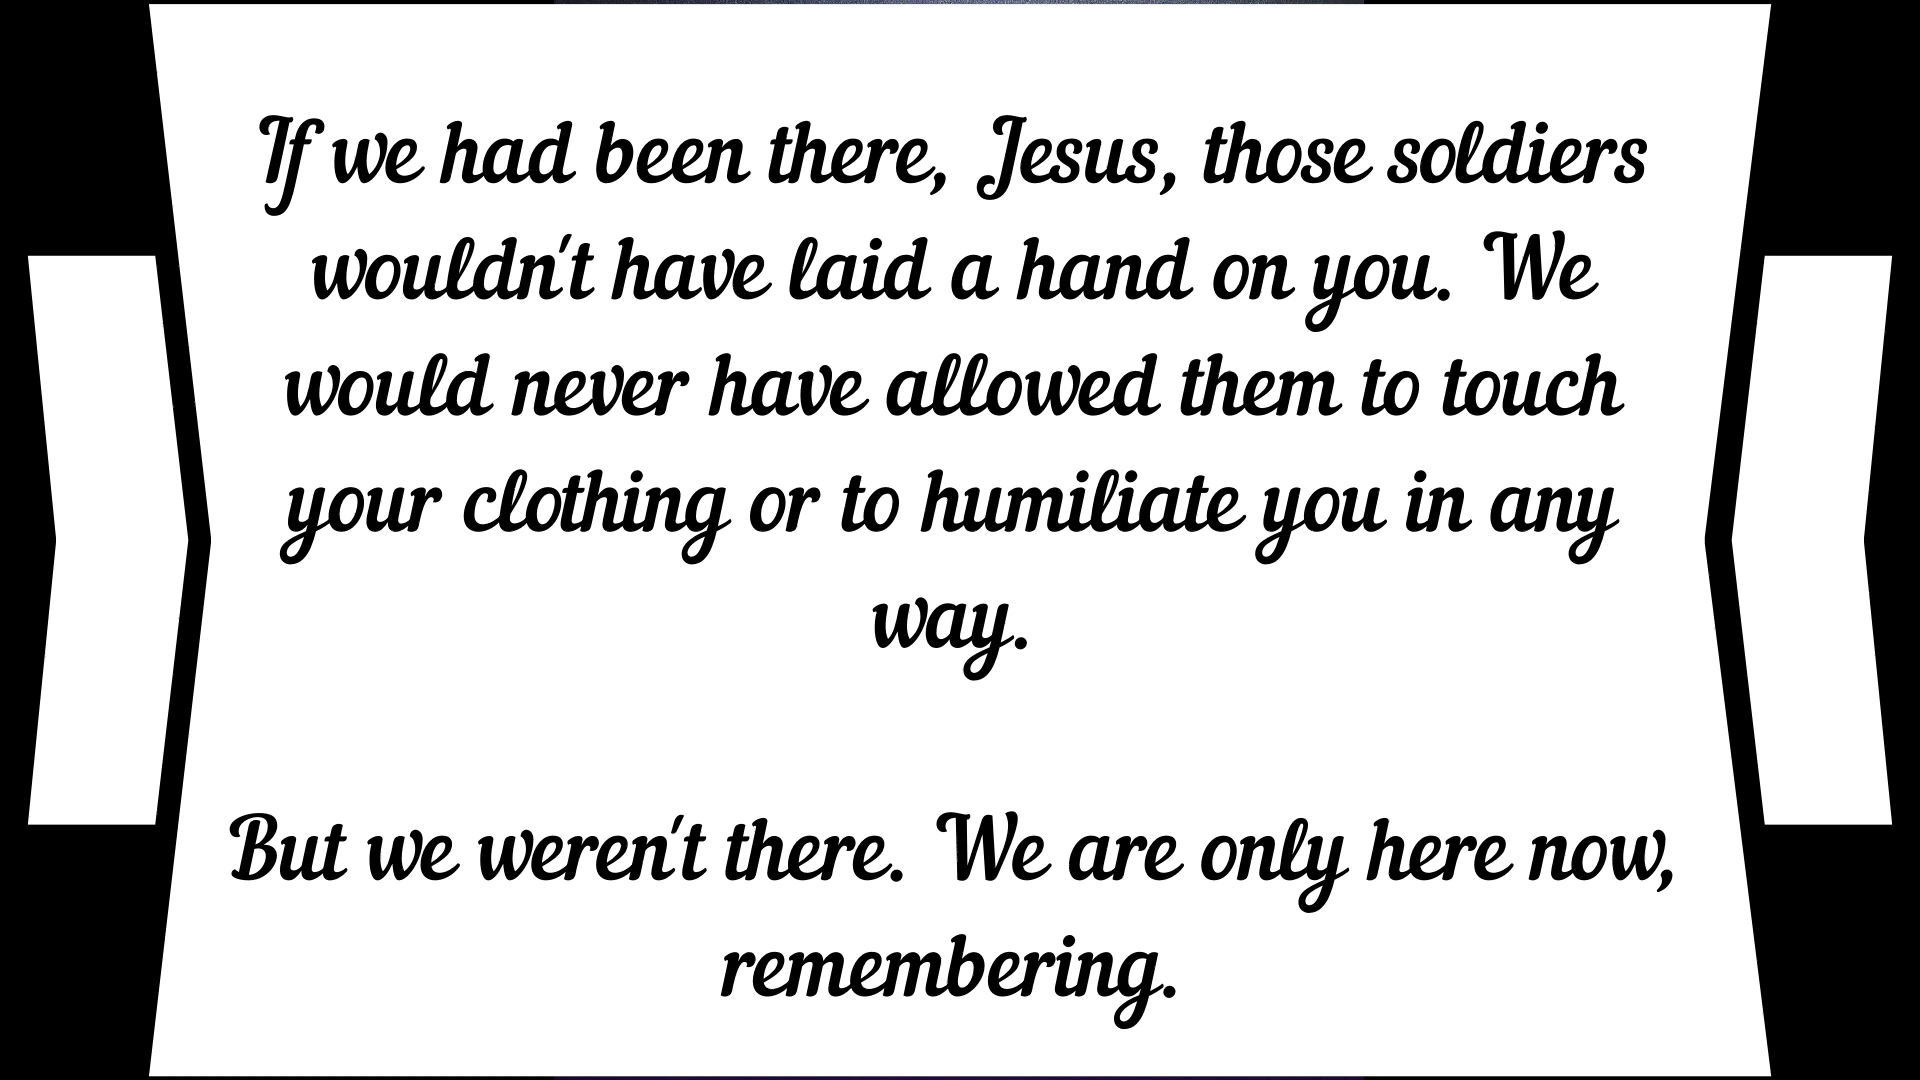 If we had been there, Jesus, those soldiers
wouldn't have laid a hand on you. We
would never have allowed them to touch
your clothing or to humiliate you in any
way.
But we weren't there. We are only here now,
remembering.